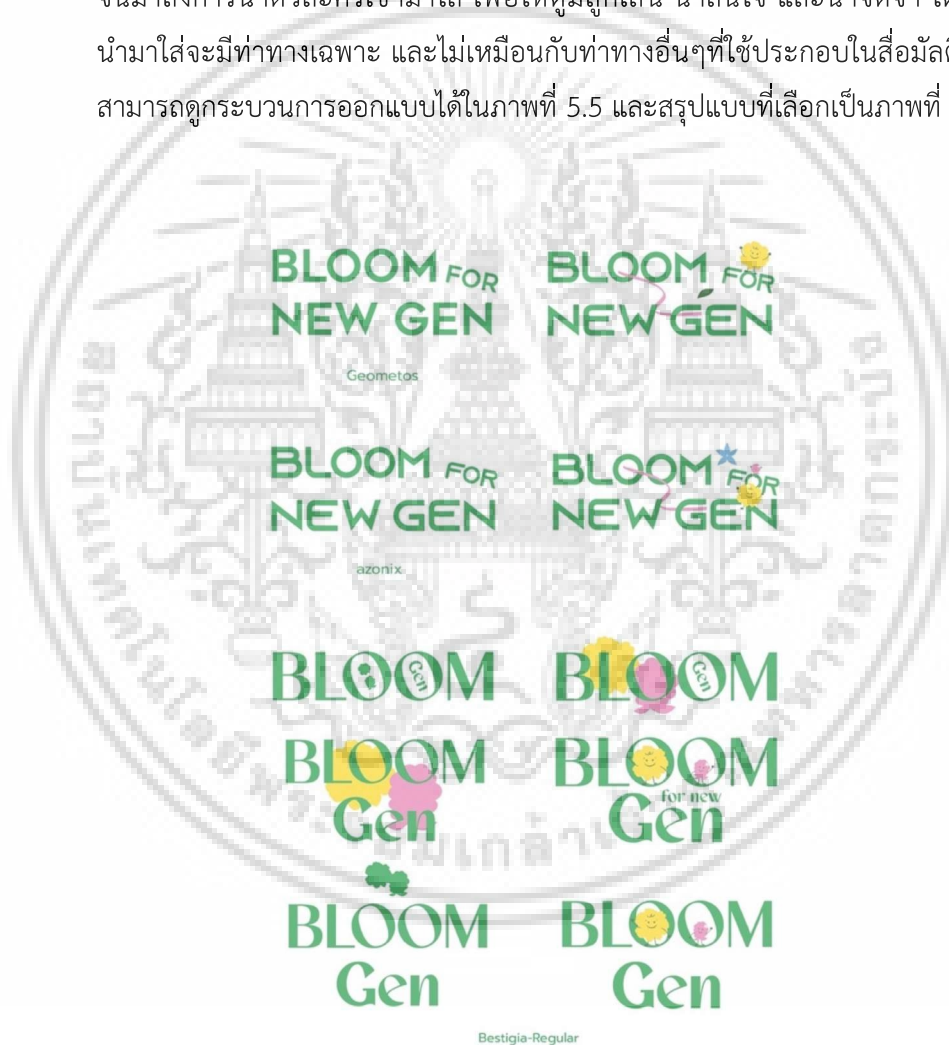 นำมาใส่จะมีท่าทางเฉพาะ และไม่เหมือนกับท่าทางอื่นๆที่ใช้ประกอบในสื่อมัลติ
สามารถดูกระบวนการออกแบบได้ในภาพที่ 5.5 และสรุปแบบที่เลือกเป็นภาพที่
BLOOM FOR BLOOM FOR
NEW GEN NEW GEN
Geometos
BLOOM FOR BLOOM FOR
NEW GEN NEW GEN
azonix
BLOOM Gen BLOOM Gen
BLOOM BLOOM
for new
Gen Gen
BLOOM BLOOM
Gen Gen
Bestigia-Regular